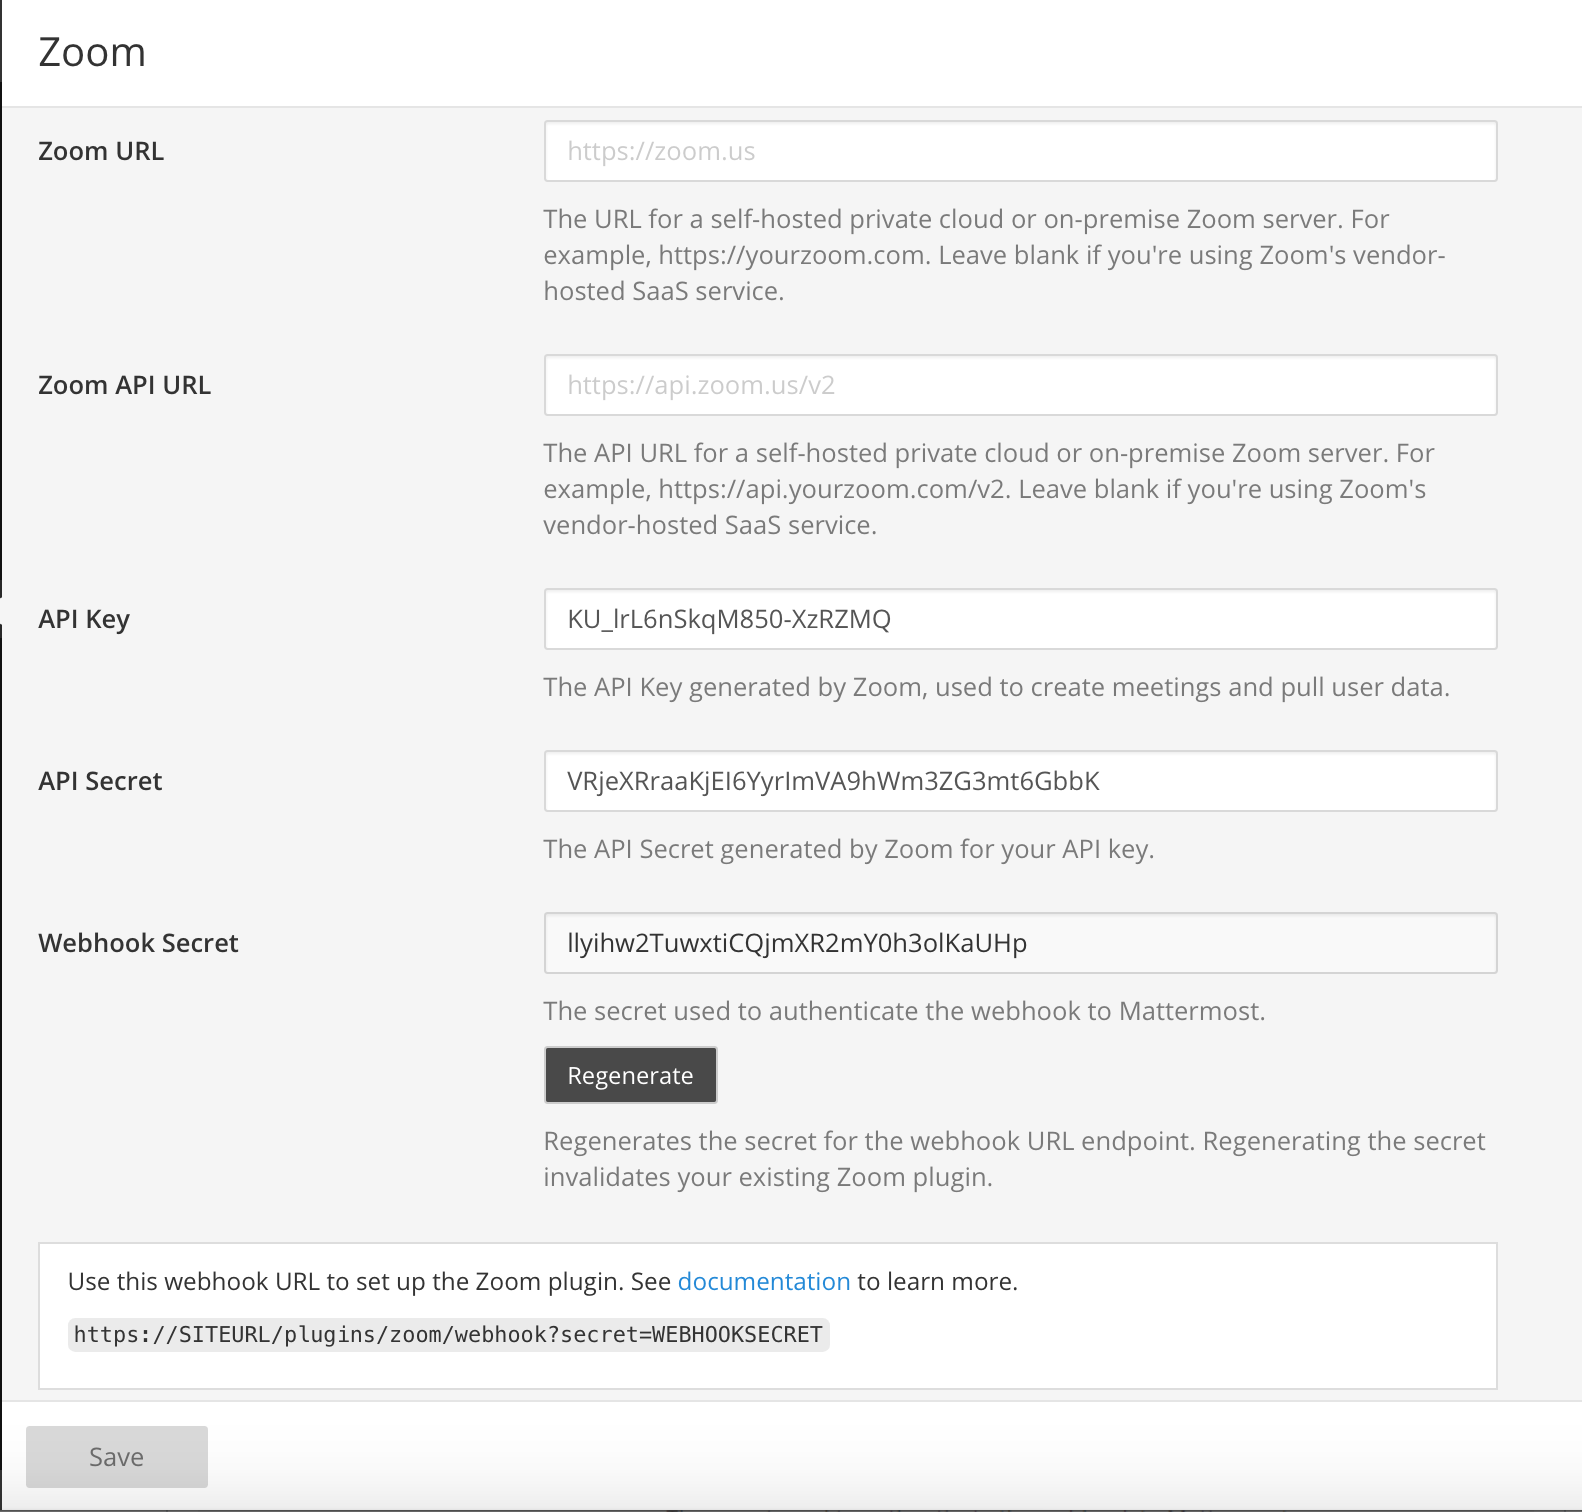 Zoom
Zoom URL
https://zoom.us
The URL for a self-hosted private cloud or on-premise Zoom server. For
example, https://yourzoom.com. Leave blank if you're using Zoom's vendor-
hosted SaaS service.
Zoom API URL
https://api.zoom.us/v2
The API URL for a self-hosted private cloud or on-premise Zoom server. For
example, https://api.yourzoom.com/v2. Leave blank if you're using Zoom's
vendor-hosted SaaS service.
API Key
KU_lrL6nSkqM850-XzRZMQ
The API Key generated by Zoom, used to create meetings and pull user data.
API Secret
VRjeXRraaKjEI6YyrImVA9hWm3ZG3mt6GbbK
The API Secret generated by Zoom for your API key.
Webhook Secret
llyihw2TuwxtiCQjmXR2mY0h3olKaUHp
The secret used to authenticate the webhook to Mattermost.
Regenerate
Regenerates the secret for the webhook URL endpoint. Regenerating the secret
invalidates your existing Zoom plugin.
Use this webhook URL to set up the Zoom plugin. See documentation to learn more.
https://SITEURL/plugins/zoom/webhook?secret=WEBHOOKSECRET
Save